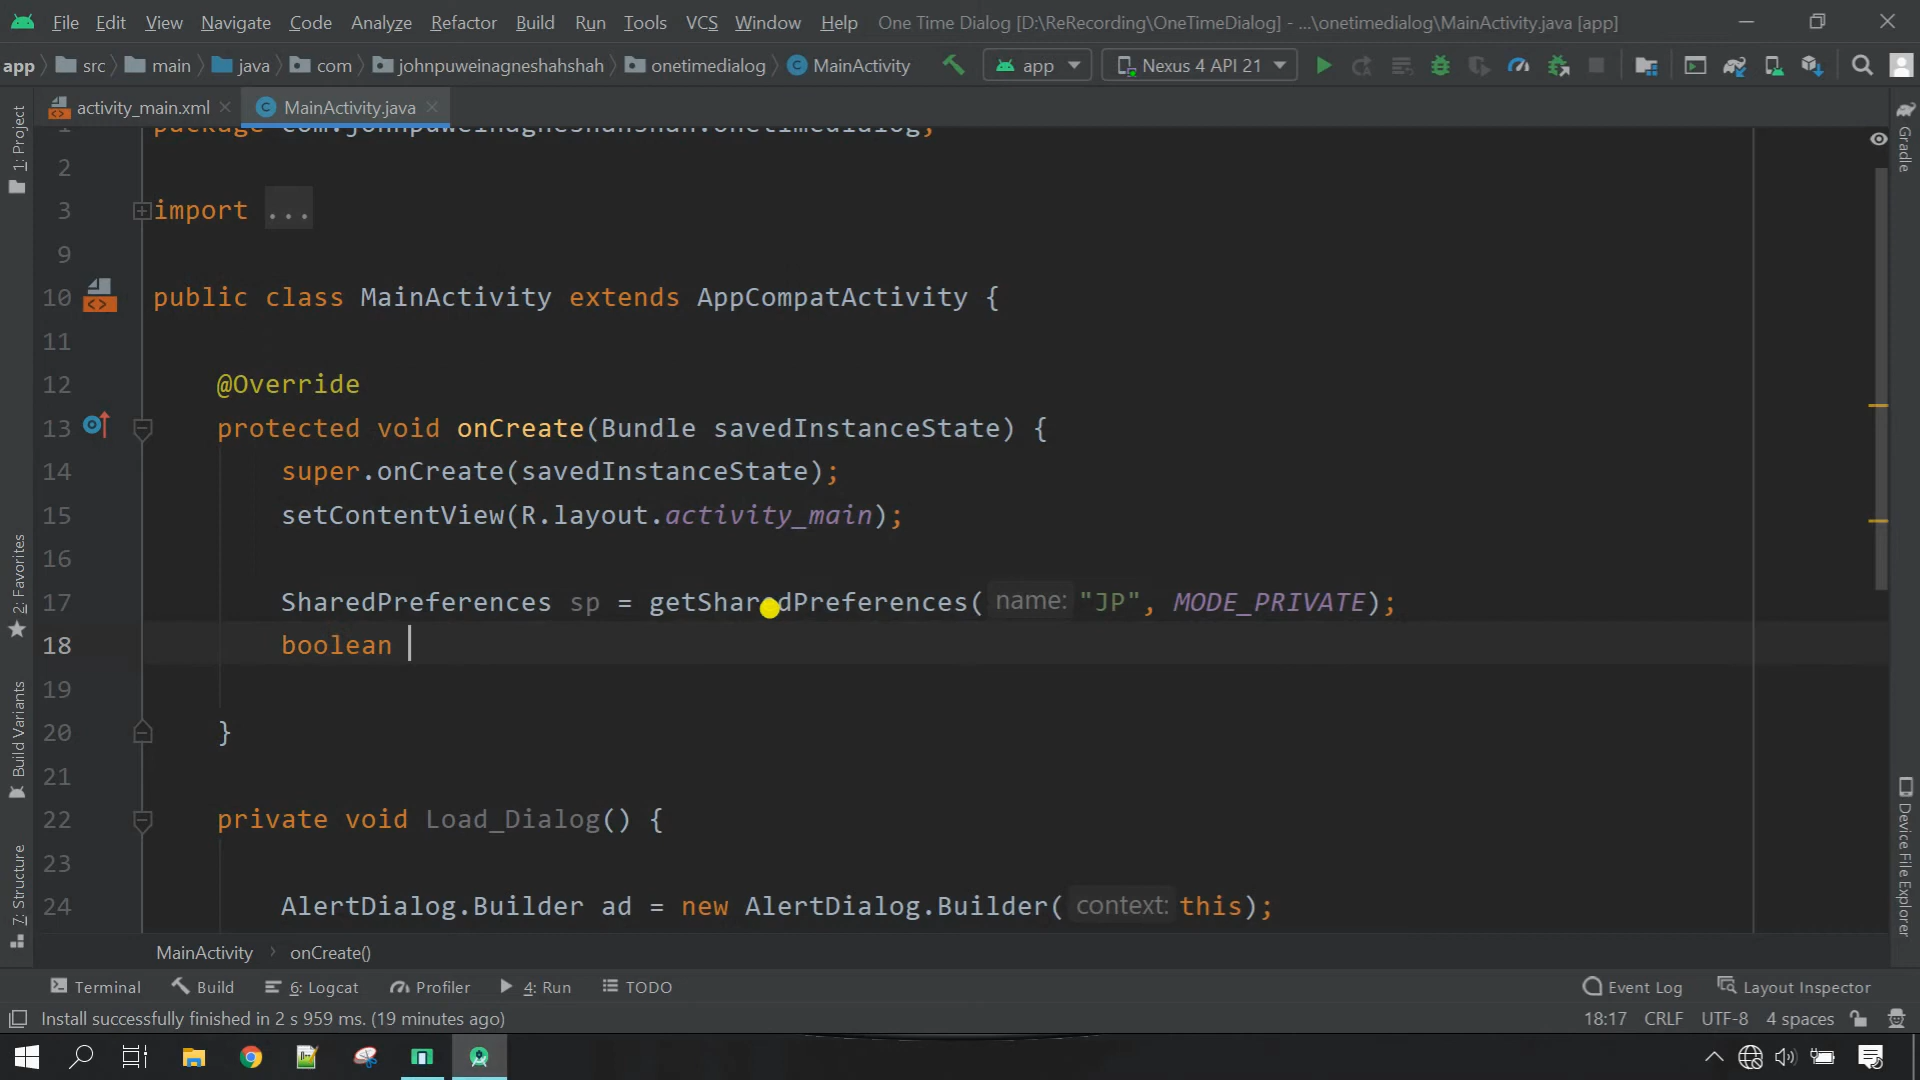 File Edit View Navigate Code Analyze Refactor Build Run Tools VCS Window Help One Time Dialog [D:\ReRecording\OneTimeDialog] - ...\onetimedialog\MainActivity.java [app]
app src main java com johnpuweinagneshahshah onetimedialog MainActivity app Nexus 4 API 21
activity_main.xml MainActivity.java
1 package com.johnpuweinagneshahshah.onetimedialog;
2
3 import ...
9
10 public class MainActivity extends AppCompatActivity {
11
12 @Override
13 protected void onCreate(Bundle savedInstanceState) {
14 super.onCreate(savedInstanceState);
15 setContentView(R.layout.activity_main);
16
17 SharedPreferences sp = getSharedPreferences( name: "JP", MODE_PRIVATE);
18 boolean
19
20 }
21
22 private void Load_Dialog() {
23
24 AlertDialog.Builder ad = new AlertDialog.Builder( context: this);
1: Project
2: Favorites
Build Variants
7: Structure
Gradle
Device File Explorer
MainActivity onCreate()
Terminal Build 6: Logcat Profiler 4: Run TODO Event Log Layout Inspector
Install successfully finished in 2 s 959 ms. (19 minutes ago) 18:17 CRLF UTF-8 4 spaces